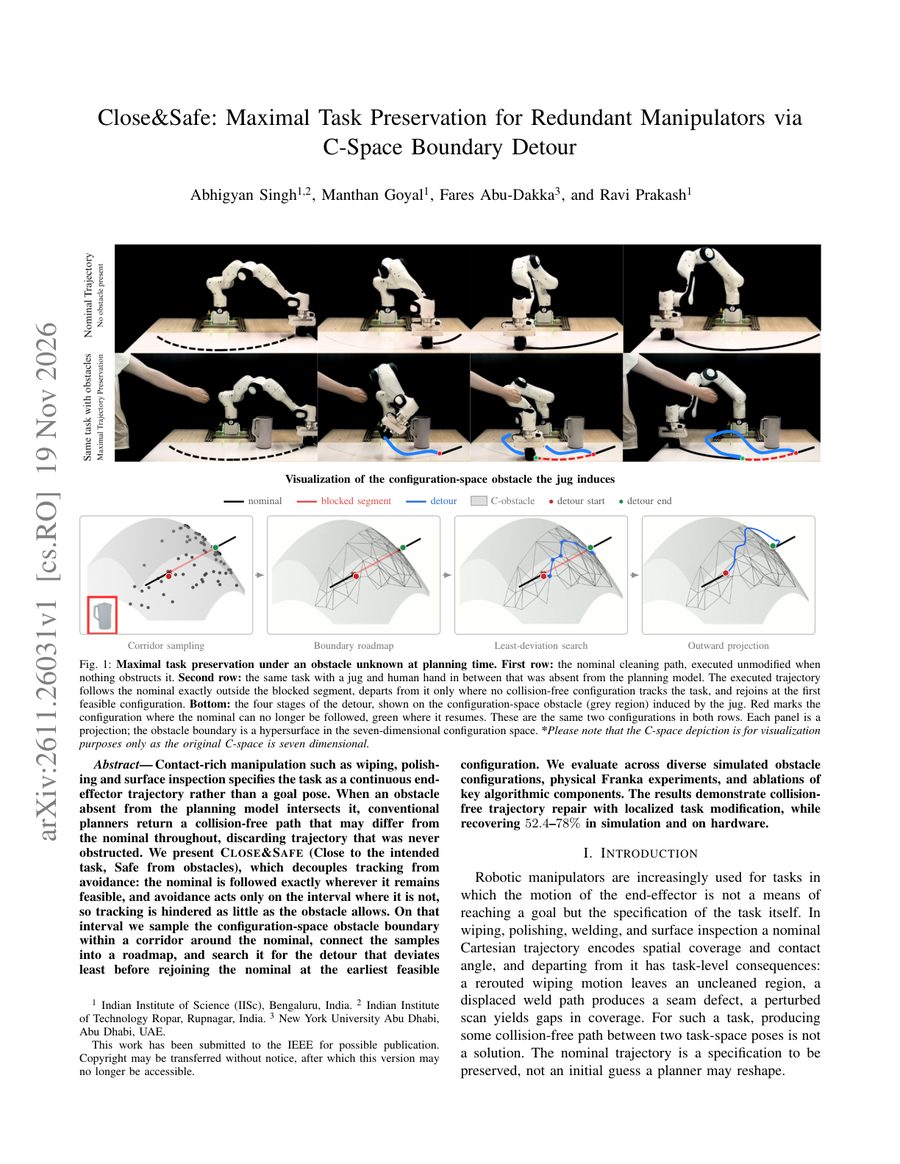 Close&Safe: Maximal Task Preservation for Redundant Manipulators via
C-Space Boundary Detour
Abhigyan Singh1,2, Manthan Goyal1, Fares Abu-Dakka3, and Ravi Prakash1
arXiv:2611.26031v1 [cs.RO] 19 Nov 2026
Nominal Trajectory
No obstacle present
Same task with obstacles
Maximal Trajectory Preservation
Visualization of the configuration-space obstacle the jug induces
nominal blocked segment detour C-obstacle detour start detour end
Corridor sampling Boundary roadmap Least-deviation search Outward projection
Fig. 1: Maximal task preservation under an obstacle unknown at planning time. First row: the nominal cleaning path, executed unmodified when
nothing obstructs it. Second row: the same task with a jug and human hand in between that was absent from the planning model. The executed trajectory
follows the nominal exactly outside the blocked segment, departs from it only where no collision-free configuration tracks the task, and rejoins at the first
feasible configuration. Bottom: the four stages of the detour, shown on the configuration-space obstacle (grey region) induced by the jug. Red marks the
configuration where the nominal can no longer be followed, green where it resumes. These are the same two configurations in both rows. Each panel is a
projection; the obstacle boundary is a hypersurface in the seven-dimensional configuration space. *Please note that the C-space depiction is for visualization
purposes only as the original C-space is seven dimensional.
Abstract— Contact-rich manipulation such as wiping, polish-
ing and surface inspection specifies the task as a continuous end-
effector trajectory rather than a goal pose. When an obstacle
absent from the planning model intersects it, conventional
planners return a collision-free path that may differ from
the nominal throughout, discarding trajectory that was never
obstructed. We present CLOSE&SAFE (Close to the intended
task, Safe from obstacles), which decouples tracking from
avoidance: the nominal is followed exactly wherever it remains
feasible, and avoidance acts only on the interval where it is not,
so tracking is hindered as little as the obstacle allows. On that
interval we sample the configuration-space obstacle boundary
within a corridor around the nominal, connect the samples
into a roadmap, and search it for the detour that deviates
least before rejoining the nominal at the earliest feasible
1 Indian Institute of Science (IISc), Bengaluru, India. 2 Indian Institute
of Technology Ropar, Rupnagar, India. 3 New York University Abu Dhabi,
Abu Dhabi, UAE.
This work has been submitted to the IEEE for possible publication.
Copyright may be transferred without notice, after which this version may
no longer be accessible.
configuration. We evaluate across diverse simulated obstacle
configurations, physical Franka experiments, and ablations of
key algorithmic components. The results demonstrate collision-
free trajectory repair with localized task modification, while
recovering 52.4–78% in simulation and on hardware.
I. INTRODUCTION
Robotic manipulators are increasingly used for tasks in
which the motion of the end-effector is not a means of
reaching a goal but the specification of the task itself. In
wiping, polishing, welding, and surface inspection a nominal
Cartesian trajectory encodes spatial coverage and contact
angle, and departing from it has task-level consequences:
a rerouted wiping motion leaves an uncleaned region, a
displaced weld path produces a seam defect, a perturbed
scan yields gaps in coverage. For such a task, producing
some collision-free path between two task-space poses is not
a solution. The nominal trajectory is a specification to be
preserved, not an initial guess a planner may reshape.